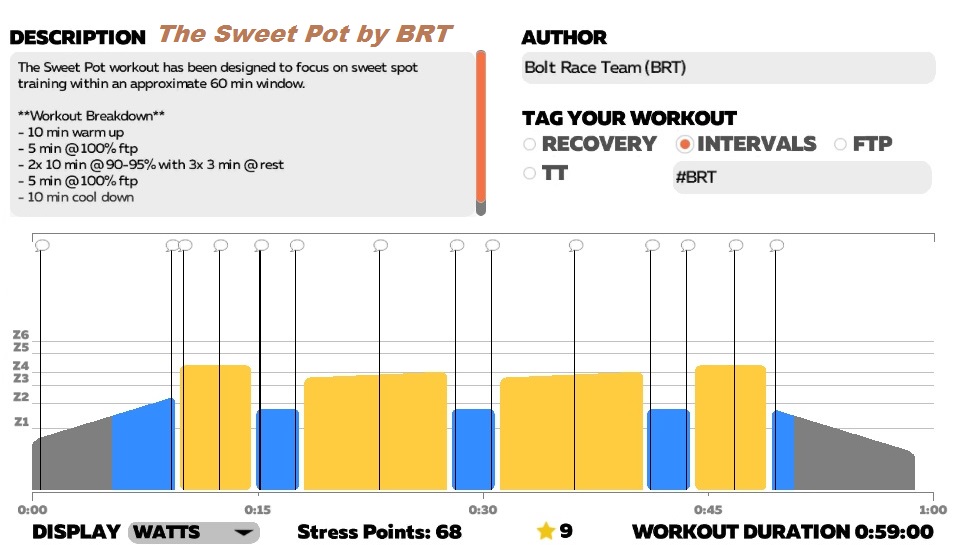 DESCRIPTION The Sweet Pot by BRT
The Sweet Pot workout has been designed to focus on sweet spot
training within an approximate 60 min window.
**Workout Breakdown**
- 10 min warm up
- 5 min @100% ftp
- 2x 10 min @ 90-95% with 3x 3 min @ rest
- 5 min @100% ftp
- 10 min cool down
AUTHOR
Bolt Race Team (BRT)
TAG YOUR WORKOUT
RECOVERY INTERVALS FTP
TT #BRT
Z6
Z5
Z4
Z3
Z2
Z1
0:00 0:15 0:30 0:45 1:00
DISPLAY WATTS Stress Points: 68 9 WORKOUT DURATION 0:59:00